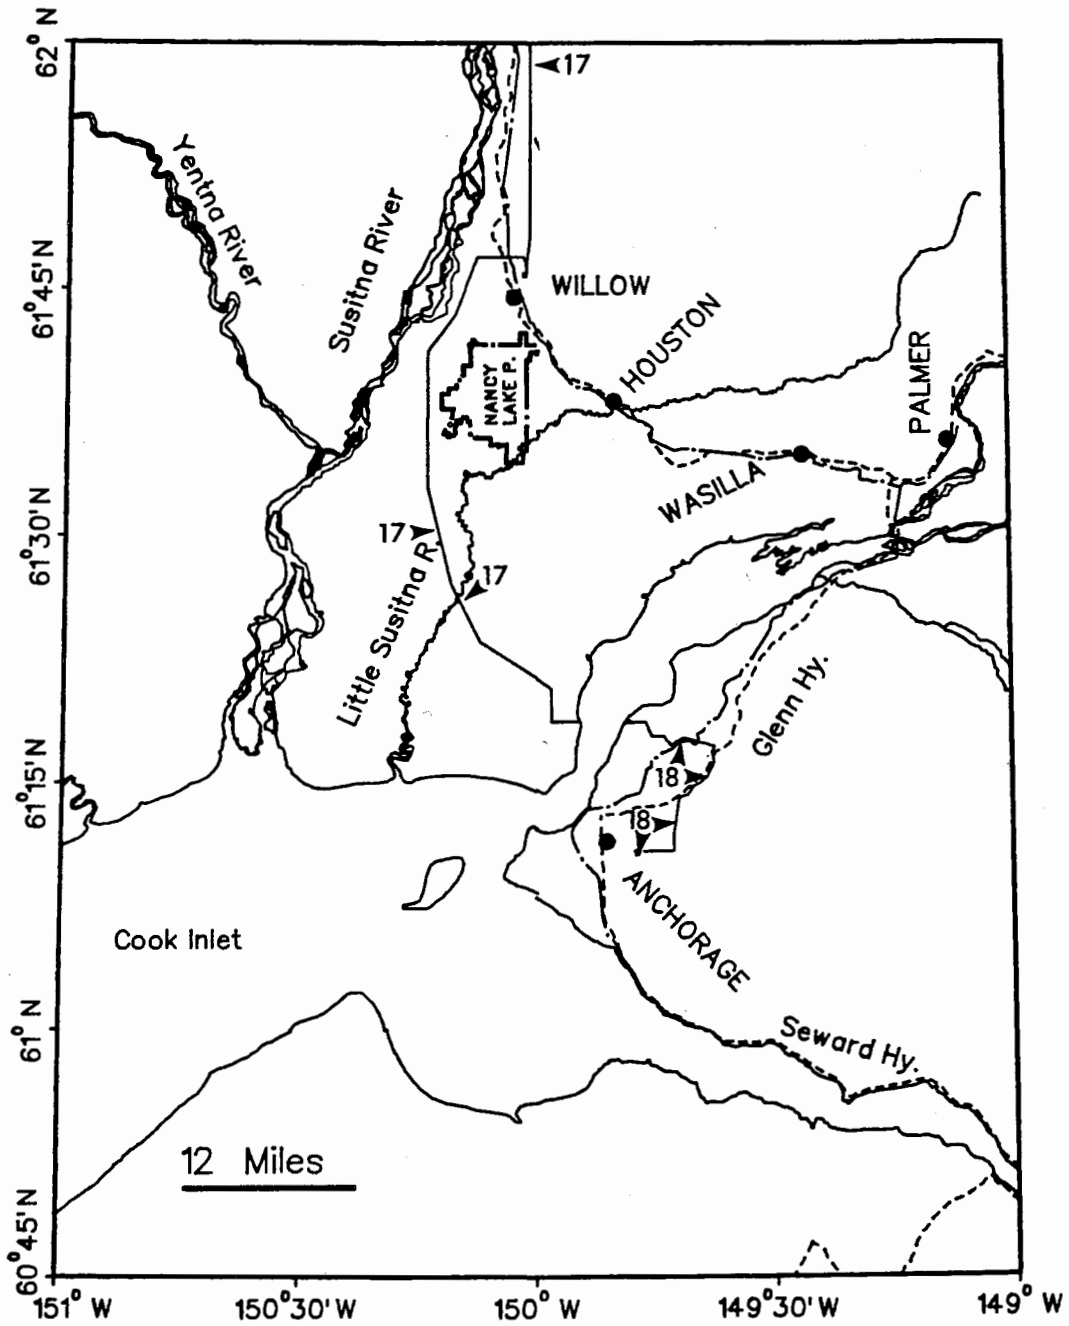 62° N
17
Yentna River
Susitna River
61°45'N
WILLOW
HOUSTON
PALMER
NANCY
LAKE P.
WASILLA
61°30'N
17
17
Little Susitna R.
Glenn Hy.
61°15'N
18
18
ANCHORAGE
Cook Inlet
61° N
Seward Hy.
12 Miles
60°45'N
151° W
150°30' W
150° W
149°30' W
149° W